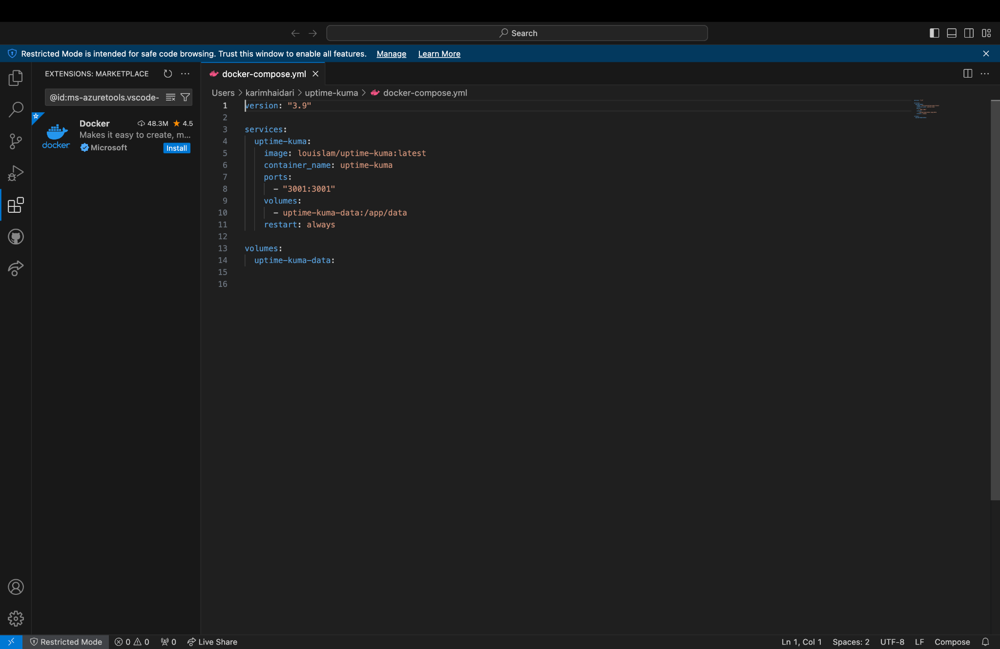 Search
Restricted Mode is intended for safe code browsing. Trust this window to enable all features. Manage Learn More
EXTENSIONS: MARKETPLACE
@id:ms-azuretools.vscode-
docker
Docker 48.3M 4.5
Makes it easy to create, m...
Microsoft Install
docker-compose.yml
Users > karimhaidari > uptime-kuma > docker-compose.yml
1 version: "3.9"
2
3 services:
4 uptime-kuma:
5 image: louislam/uptime-kuma:latest
6 container_name: uptime-kuma
7 ports:
8 - "3001:3001"
9 volumes:
10 - uptime-kuma-data:/app/data
11 restart: always
12
13 volumes:
14 uptime-kuma-data:
15
16
Restricted Mode 0 0 0 Live Share Ln 1, Col 1 Spaces: 2 UTF-8 LF Compose